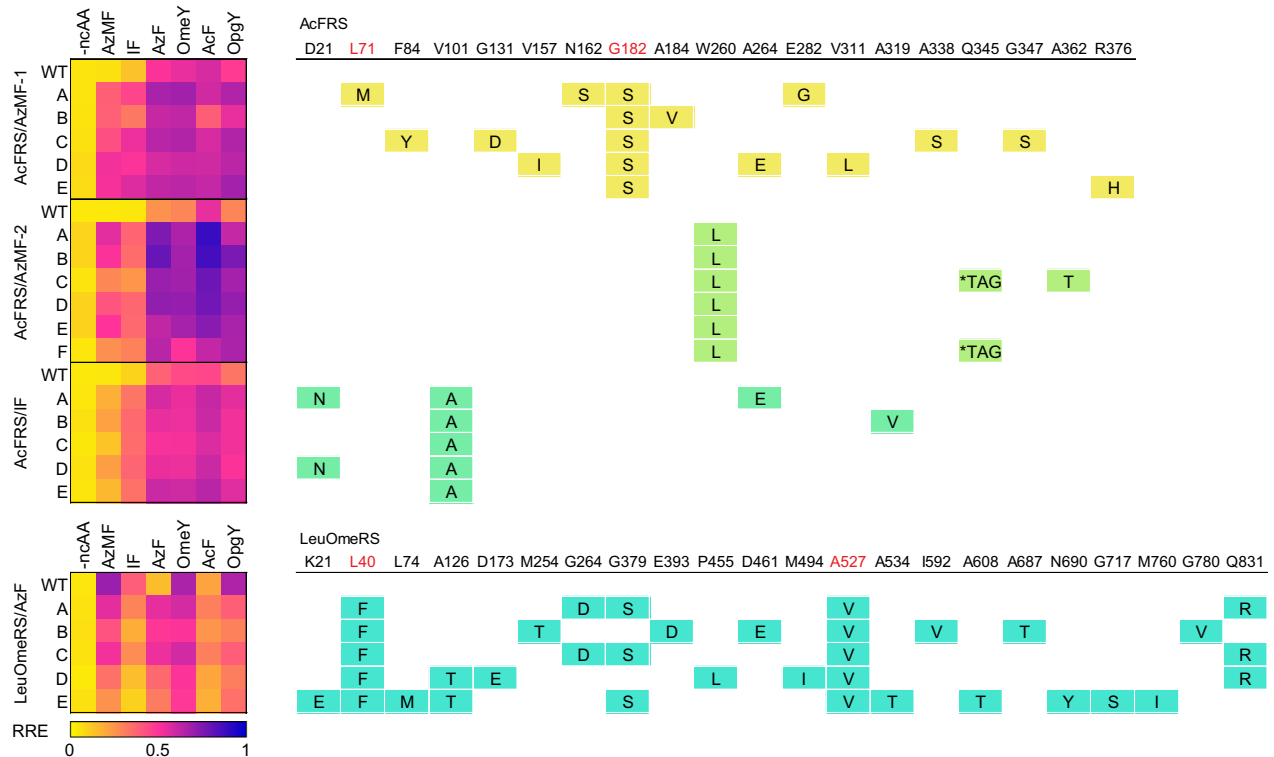 -ncAA AzMF IF AzF OmeY AcF OpgY
AcFRS
D21 L71 F84 V101 G131 V157 N162 G182 A184 W260 A264 E282 V311 A319 A338 Q345 G347 A362 R376
AcFRS/AzMF-1
WT
A M S S G
B S V
C Y D S S S
D I S E L
E S H
AcFRS/AzMF-2
WT
A L
B L
C L *TAG T
D L
E L
F L *TAG
AcFRS/IF
WT
A N A E
B A V
C A
D N A
E A
-ncAA AzMF IF AzF OmeY AcF OpgY
LeuOmeRS
K21 L40 L74 A126 D173 M254 G264 G379 E393 P455 D461 M494 A527 A534 I592 A608 A687 N690 G717 M760 G780 Q831
LeuOmeRS/AzF
WT
A F D S V R
B F T D E V V T V
C F D S V R
D F T E L I V R
E E F M T S V T T Y S I
RRE
0 0.5 1